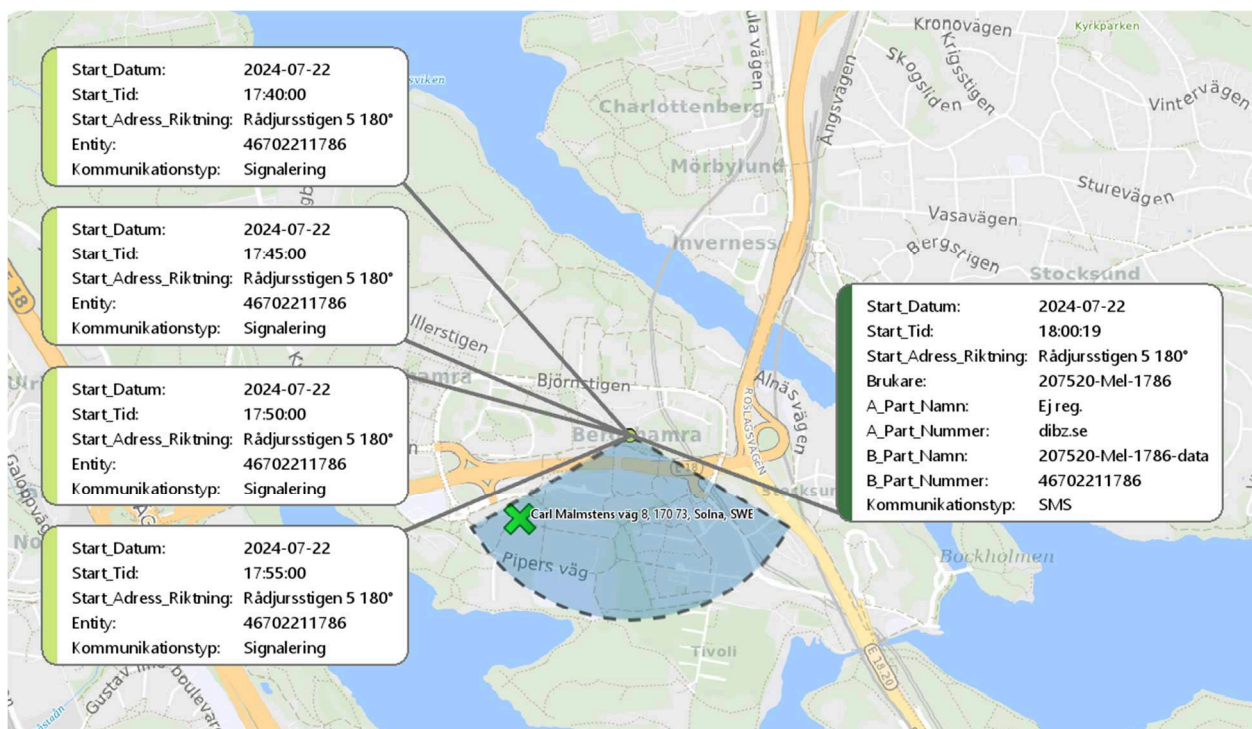 Start_Datum: 2024-07-22
Start_Tid: 17:40:00
Start_Adress_Riktning: Rådjursstigen 5 180°
Entity: 46702211786
Kommunikationstyp: Signalering
Start_Datum: 2024-07-22
Start_Tid: 17:45:00
Start_Adress_Riktning: Rådjursstigen 5 180°
Entity: 46702211786
Kommunikationstyp: Signalering
Start_Datum: 2024-07-22
Start_Tid: 17:50:00
Start_Adress_Riktning: Rådjursstigen 5 180°
Entity: 46702211786
Kommunikationstyp: Signalering
Start_Datum: 2024-07-22
Start_Tid: 17:55:00
Start_Adress_Riktning: Rådjursstigen 5 180°
Entity: 46702211786
Kommunikationstyp: Signalering
Start_Datum: 2024-07-22
Start_Tid: 18:00:19
Start_Adress_Riktning: Rådjursstigen 5 180°
Brukare: 207520-Mel-1786
A_Part_Namn: Ej reg.
A_Part_Nummer: dibz.se
B_Part_Namn: 207520-Mel-1786-data
B_Part_Nummer: 46702211786
Kommunikationstyp: SMS
Carl Malmstens väg 8, 170 73, Solna, SWE
Pipers väg
Tivoli
Bockholmen
E 18.20
E 18
E 18
ROSLAGSVÄGEN
Ålnäsvägen
Björnstigen
Illerstigen
Inverness
Mörbylund
Charlottenberg
Ängsvägen
Kronovägen
Krigsstigen
Skogsliden
Kyrkparken
Vintervägen
Sturevägen
Vasavägen
Bergstigen
Stocksund
Galoppvägen